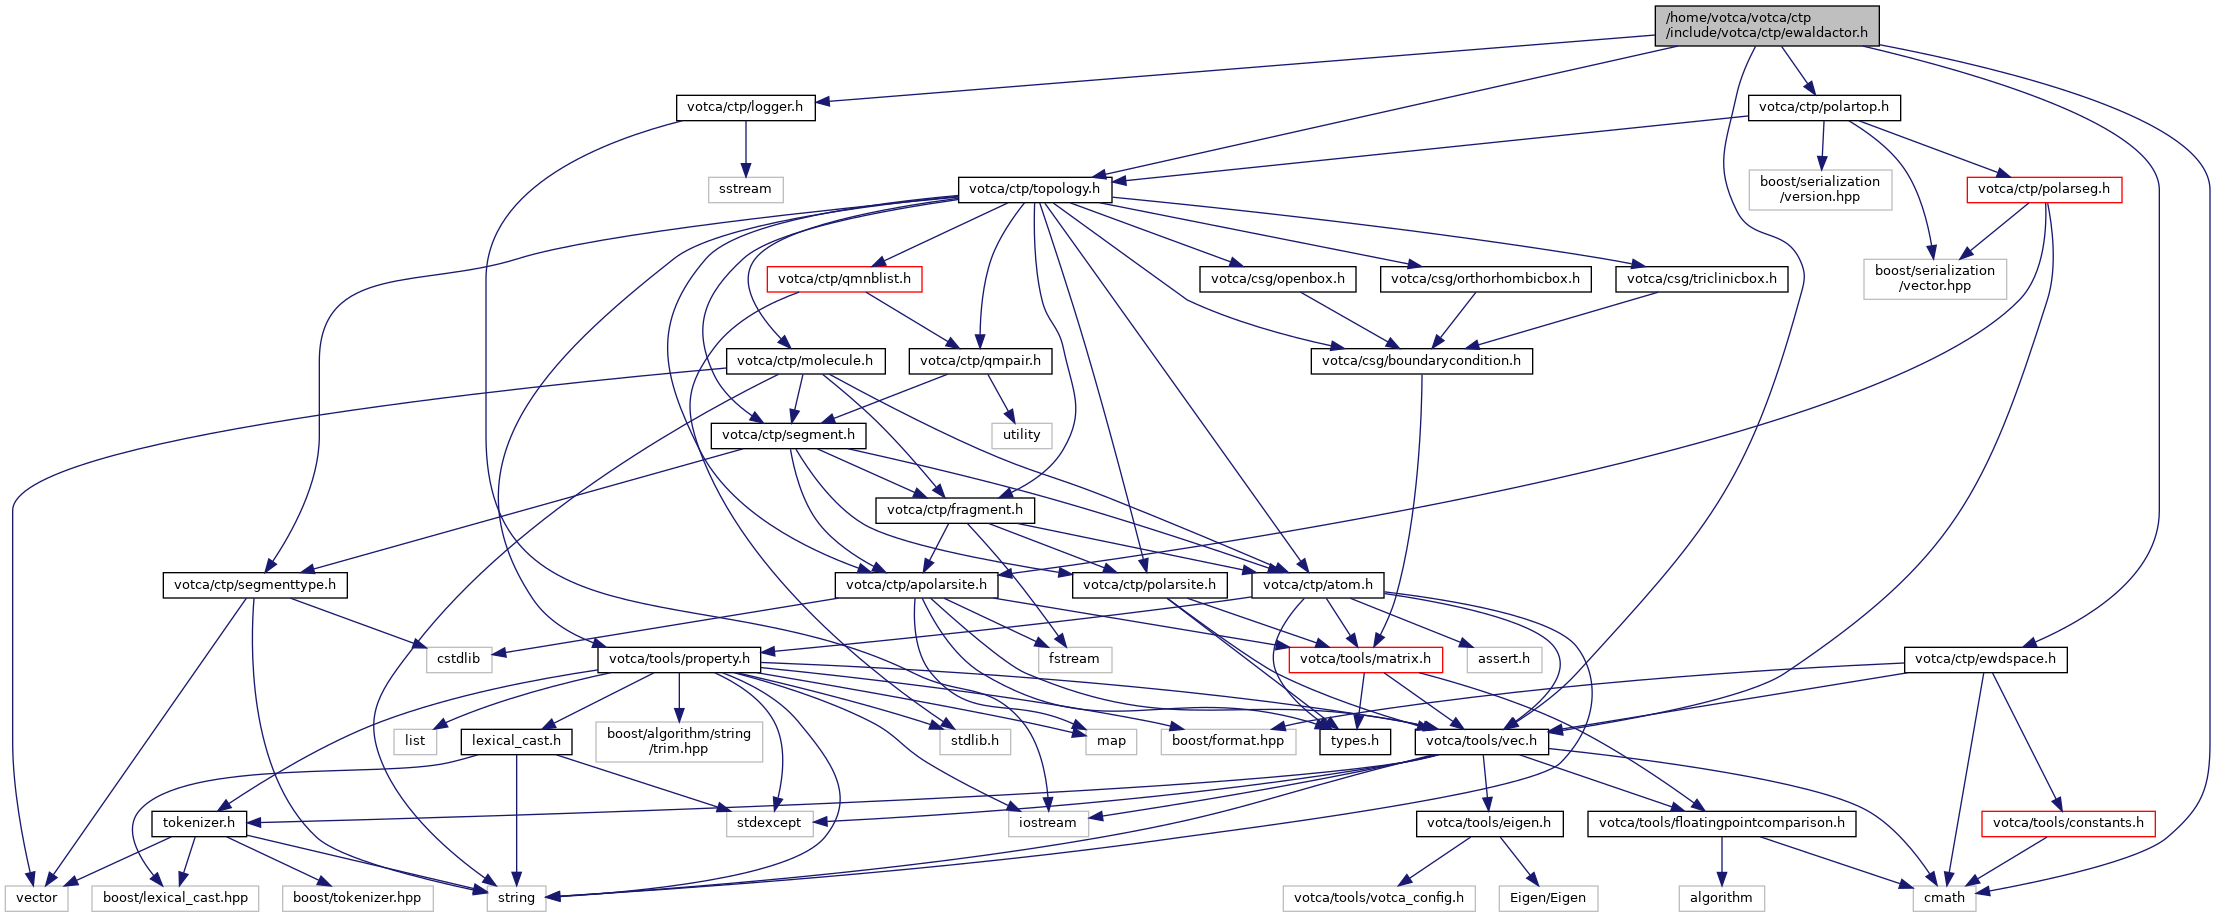 /home/votca/votca/ctp
/include/votca/ctp/ewaldactor.h
votca/ctp/logger.h
votca/ctp/polartop.h
sstream
votca/ctp/topology.h
boost/serialization
/version.hpp
votca/ctp/polarseg.h
votca/ctp/qmnblist.h
votca/csg/openbox.h
votca/csg/orthorhombicbox.h
votca/csg/triclinicbox.h
boost/serialization
/vector.hpp
votca/ctp/molecule.h
votca/ctp/qmpair.h
votca/csg/boundarycondition.h
votca/ctp/segment.h
utility
votca/ctp/fragment.h
votca/ctp/segmenttype.h
votca/ctp/apolarsite.h
votca/ctp/polarsite.h
votca/ctp/atom.h
cstdlib
votca/tools/property.h
fstream
votca/tools/matrix.h
assert.h
votca/ctp/ewdspace.h
list
lexical_cast.h
boost/algorithm/string
/trim.hpp
stdlib.h
map
boost/format.hpp
types.h
votca/tools/vec.h
tokenizer.h
stdexcept
iostream
votca/tools/eigen.h
votca/tools/floatingpointcomparison.h
votca/tools/constants.h
vector
boost/lexical_cast.hpp
boost/tokenizer.hpp
string
votca/tools/votca_config.h
Eigen/Eigen
algorithm
cmath